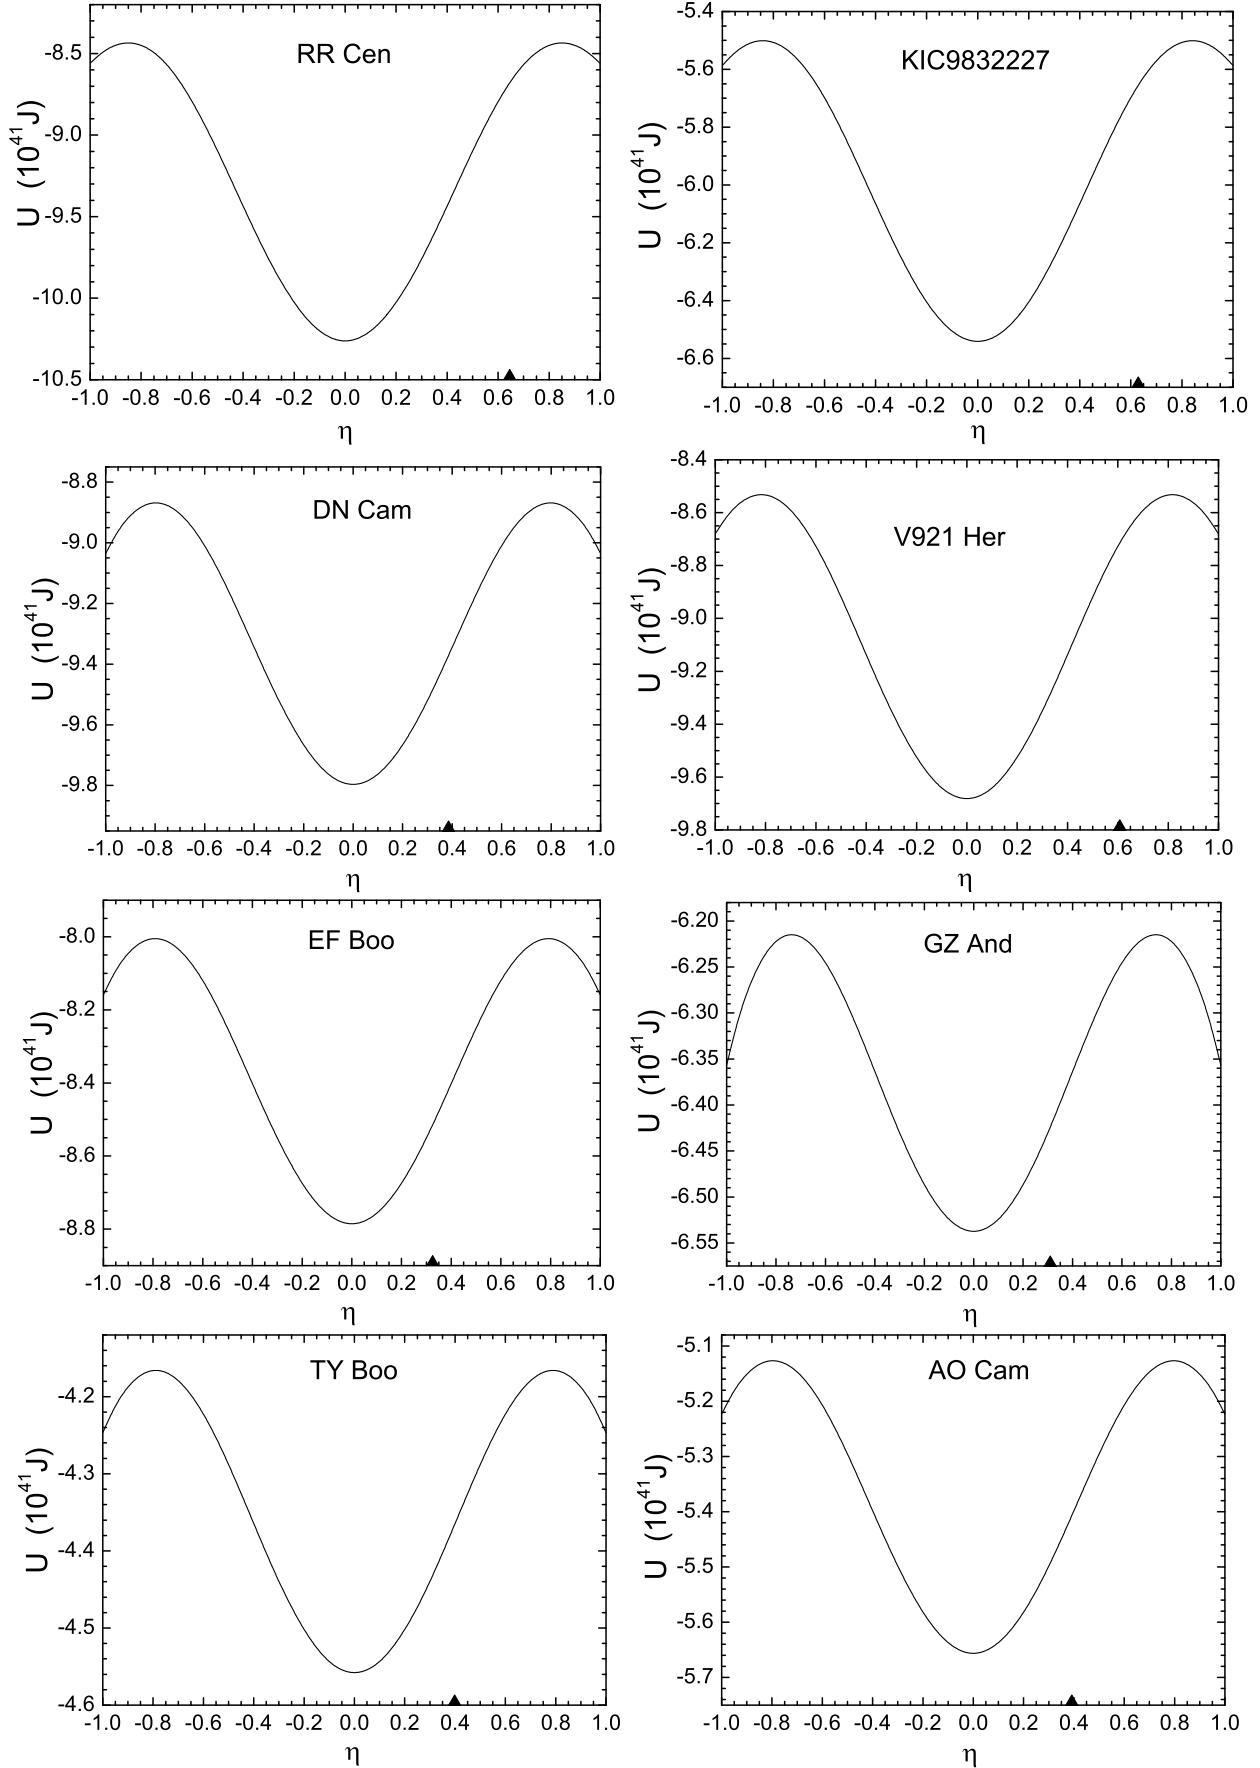 RR Cen
U (10^41 J)
-8.5
-9.0
-9.5
-10.0
-10.5
-1.0 -0.8 -0.6 -0.4 -0.2 0.0 0.2 0.4 0.6 0.8 1.0
η
KIC9832227
U (10^41 J)
-5.4
-5.6
-5.8
-6.0
-6.2
-6.4
-6.6
-1.0 -0.8 -0.6 -0.4 -0.2 0.0 0.2 0.4 0.6 0.8 1.0
η
DN Cam
U (10^41 J)
-8.8
-9.0
-9.2
-9.4
-9.6
-9.8
-1.0 -0.8 -0.6 -0.4 -0.2 0.0 0.2 0.4 0.6 0.8 1.0
η
V921 Her
U (10^41 J)
-8.4
-8.6
-8.8
-9.0
-9.2
-9.4
-9.6
-9.8
-1.0 -0.8 -0.6 -0.4 -0.2 0.0 0.2 0.4 0.6 0.8 1.0
η
EF Boo
U (10^41 J)
-8.0
-8.2
-8.4
-8.6
-8.8
-1.0 -0.8 -0.6 -0.4 -0.2 0.0 0.2 0.4 0.6 0.8 1.0
η
GZ And
U (10^41 J)
-6.20
-6.25
-6.30
-6.35
-6.40
-6.45
-6.50
-6.55
-1.0 -0.8 -0.6 -0.4 -0.2 0.0 0.2 0.4 0.6 0.8 1.0
η
TY Boo
U (10^41 J)
-4.2
-4.3
-4.4
-4.5
-4.6
-1.0 -0.8 -0.6 -0.4 -0.2 0.0 0.2 0.4 0.6 0.8 1.0
η
AO Cam
U (10^41 J)
-5.1
-5.2
-5.3
-5.4
-5.5
-5.6
-5.7
-1.0 -0.8 -0.6 -0.4 -0.2 0.0 0.2 0.4 0.6 0.8 1.0
η